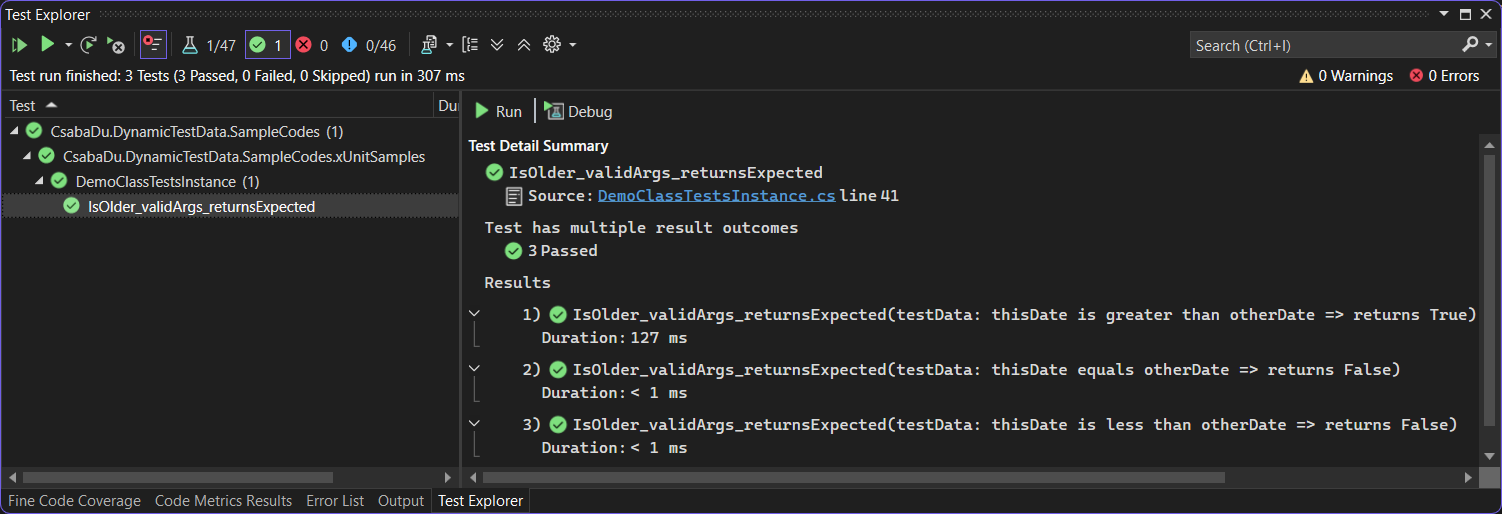 Test Explorer
1/47 1 0 0/46 Search (Ctrl+I)
Test run finished: 3 Tests (3 Passed, 0 Failed, 0 Skipped) run in 307 ms 0 Warnings 0 Errors
Test Du
CsabaDu.DynamicTestData.SampleCodes (1)
CsabaDu.DynamicTestData.SampleCodes.xUnitSamples
DemoClassTestsInstance (1)
IsOlder_validArgs_returnsExpected
Run Debug
Test Detail Summary
IsOlder_validArgs_returnsExpected
Source: DemoClassTestsInstance.cs line 41
Test has multiple result outcomes
3 Passed
Results
1) IsOlder_validArgs_returnsExpected(testData: thisDate is greater than otherDate => returns True)
Duration: 127 ms
2) IsOlder_validArgs_returnsExpected(testData: thisDate equals otherDate => returns False)
Duration: < 1 ms
3) IsOlder_validArgs_returnsExpected(testData: thisDate is less than otherDate => returns False)
Duration: < 1 ms
Fine Code Coverage Code Metrics Results Error List Output Test Explorer